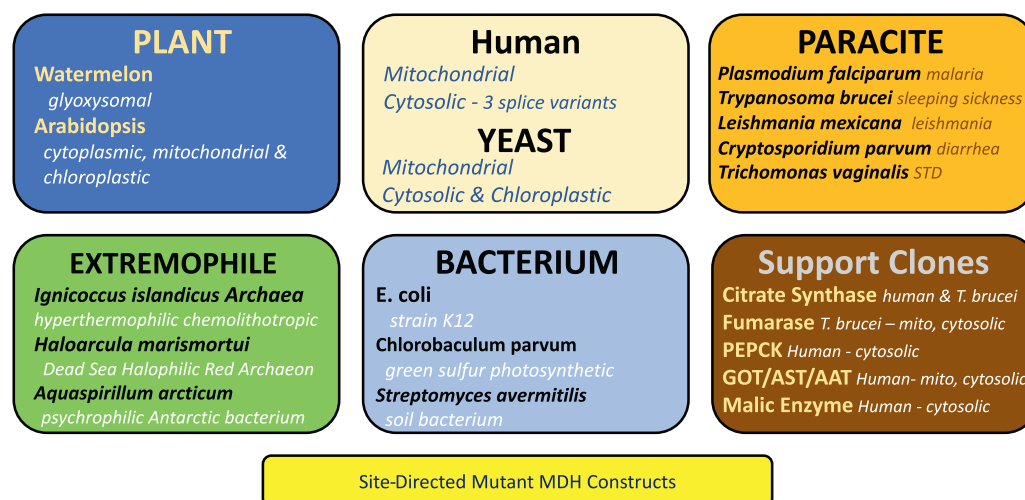 PLANT
Watermelon
glyoxysomal
Arabidopsis
cytoplasmic, mitochondrial &
chloroplastic
Human
Mitochondrial
Cytosolic - 3 splice variants
YEAST
Mitochondrial
Cytosolic & Chloroplastic
PARACITE
Plasmodium falciparum malaria
Trypanosoma brucei sleeping sickness
Leishmania mexicana leishmania
Cryptosporidium parvum diarrhea
Trichomonas vaginalis STD
EXTREMOPHILE
Ignicoccus islandicus Archaea
hyperthermophilic chemolithotropic
Haloarcula marismortui
Dead Sea Halophilic Red Archaeon
Aquaspirillum arcticum
psychrophilic Antarctic bacterium
BACTERIUM
E. coli
strain K12
Chlorobaculum parvum
green sulfur photosynthetic
Streptomyces avermitilis
soil bacterium
Support Clones
Citrate Synthase human & T. brucei
Fumarase T. brucei – mito, cytosolic
PEPCK Human - cytosolic
GOT/AST/AAT Human- mito, cytosolic
Malic Enzyme Human - cytosolic
Site-Directed Mutant MDH Constructs